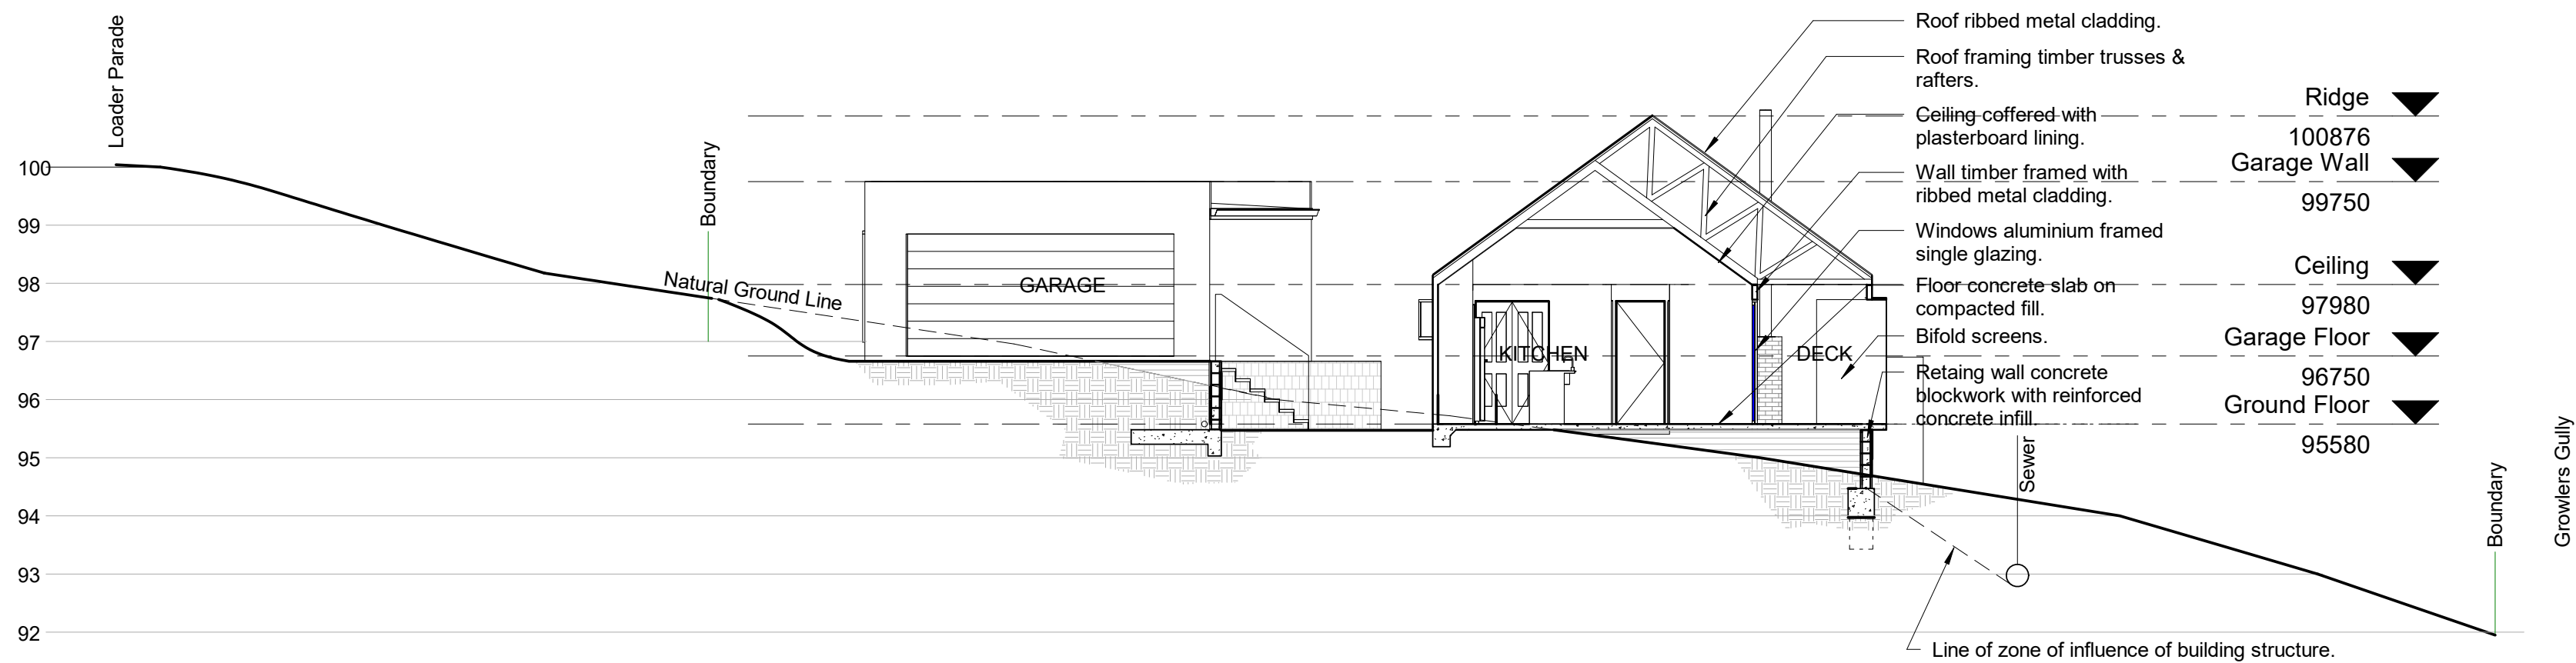 Loader Parade
Boundary
Natural Ground Line
100
99
98
97
96
95
94
93
92
GARAGE
KITCHEN
DECK
Roof ribbed metal cladding.
Roof framing timber trusses &
rafters.
Ceiling coffered with
plasterboard lining.
Wall timber framed with
ribbed metal cladding.
Windows aluminium framed
single glazing.
Floor concrete slab on
compacted fill.
Bifold screens.
Retaing wall concrete
blockwork with reinforced
concrete infill.
Ridge
100876
Garage Wall
99750
Ceiling
97980
Garage Floor
96750
Ground Floor
95580
Sewer
Boundary
Growlers Gully
Line of zone of influence of building structure.